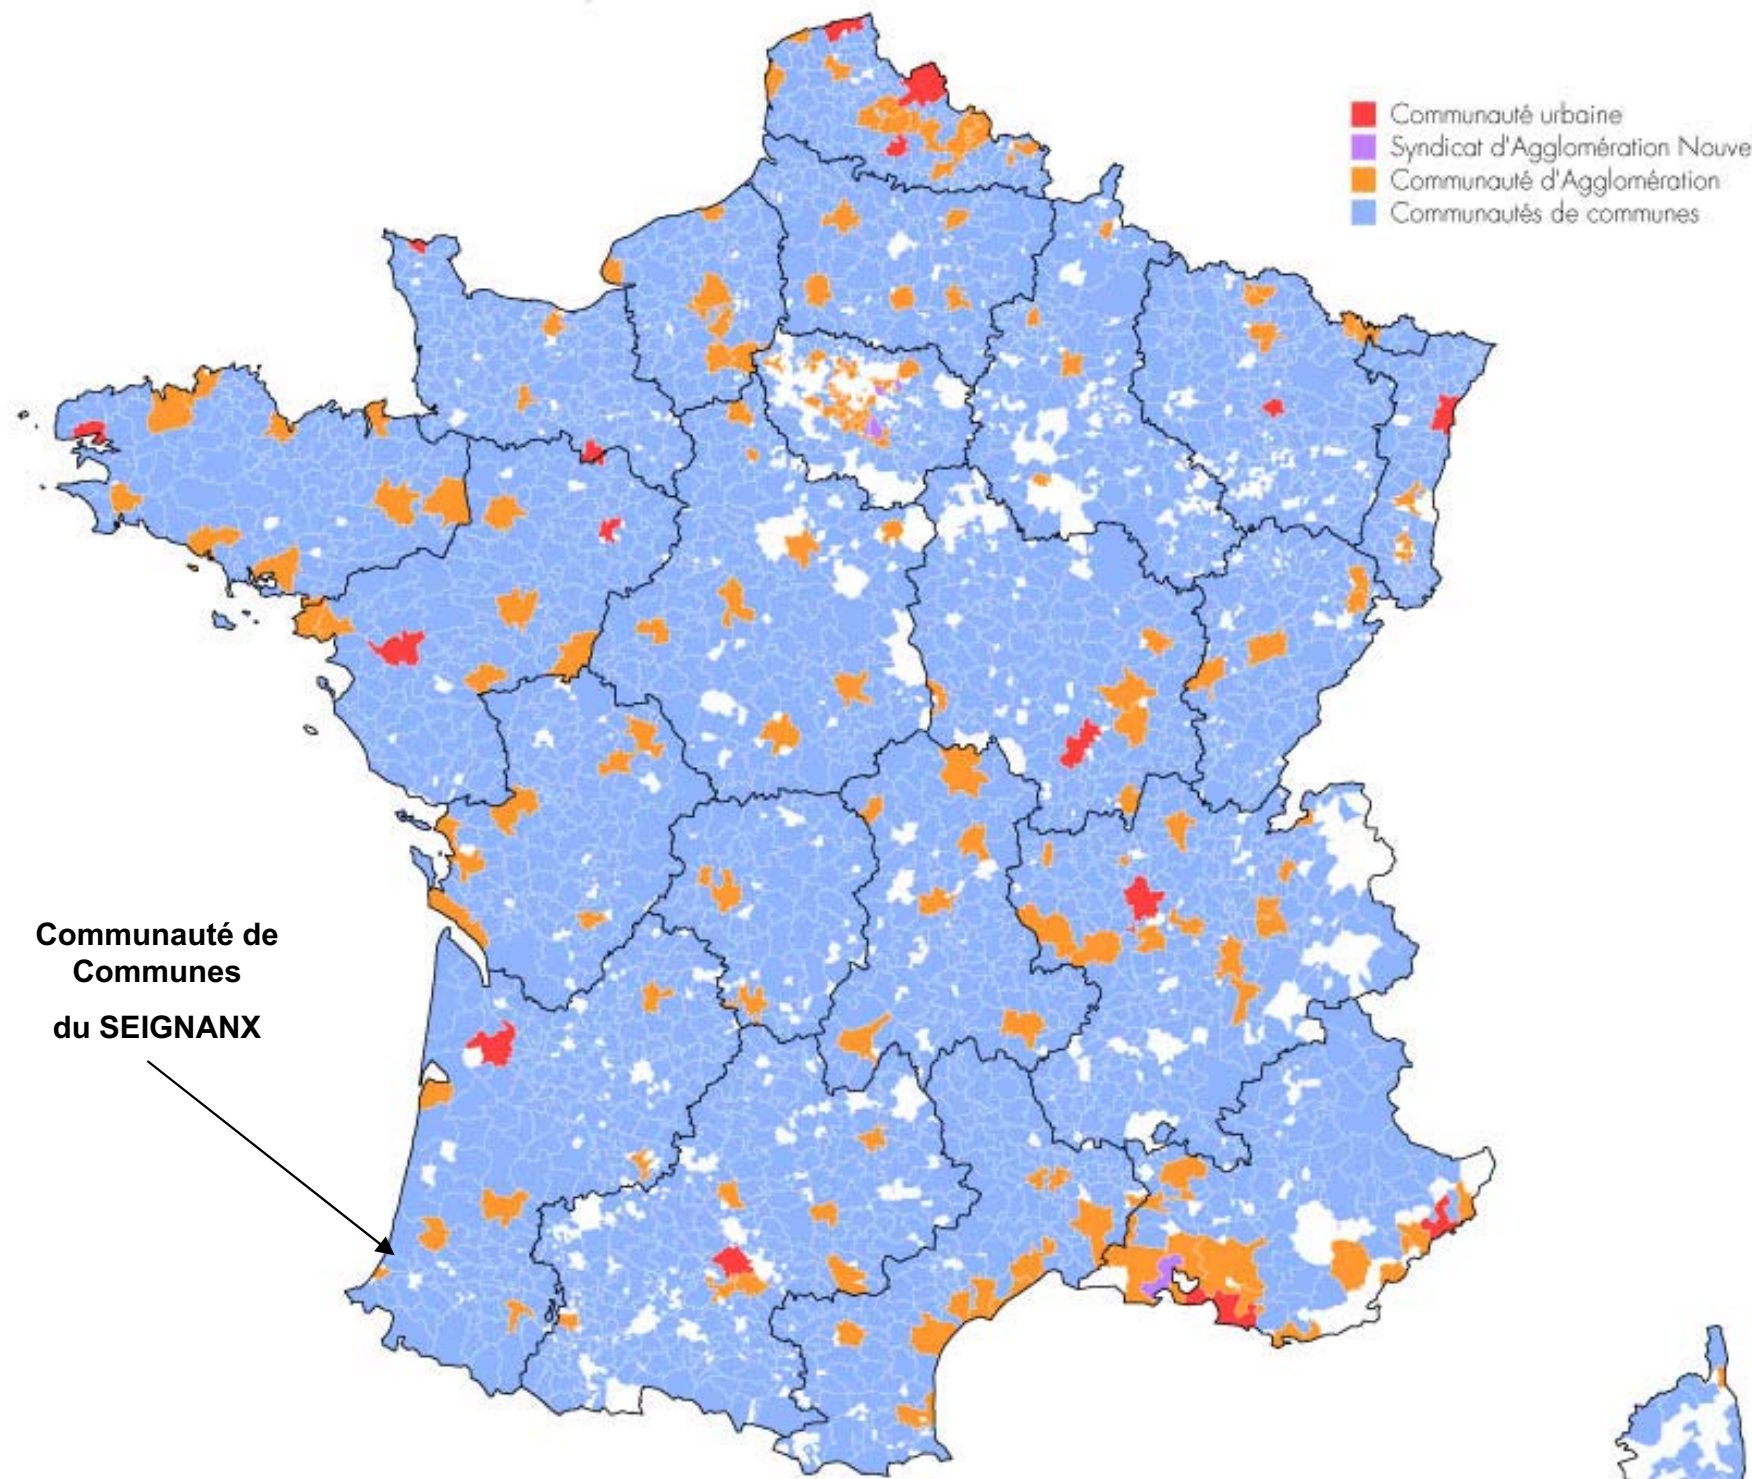 Communauté urbaine
Syndicat d'Agglomération Nouve
Communauté d'Agglomération
Communautés de communes
Communauté de
Communes
du SEIGNANX